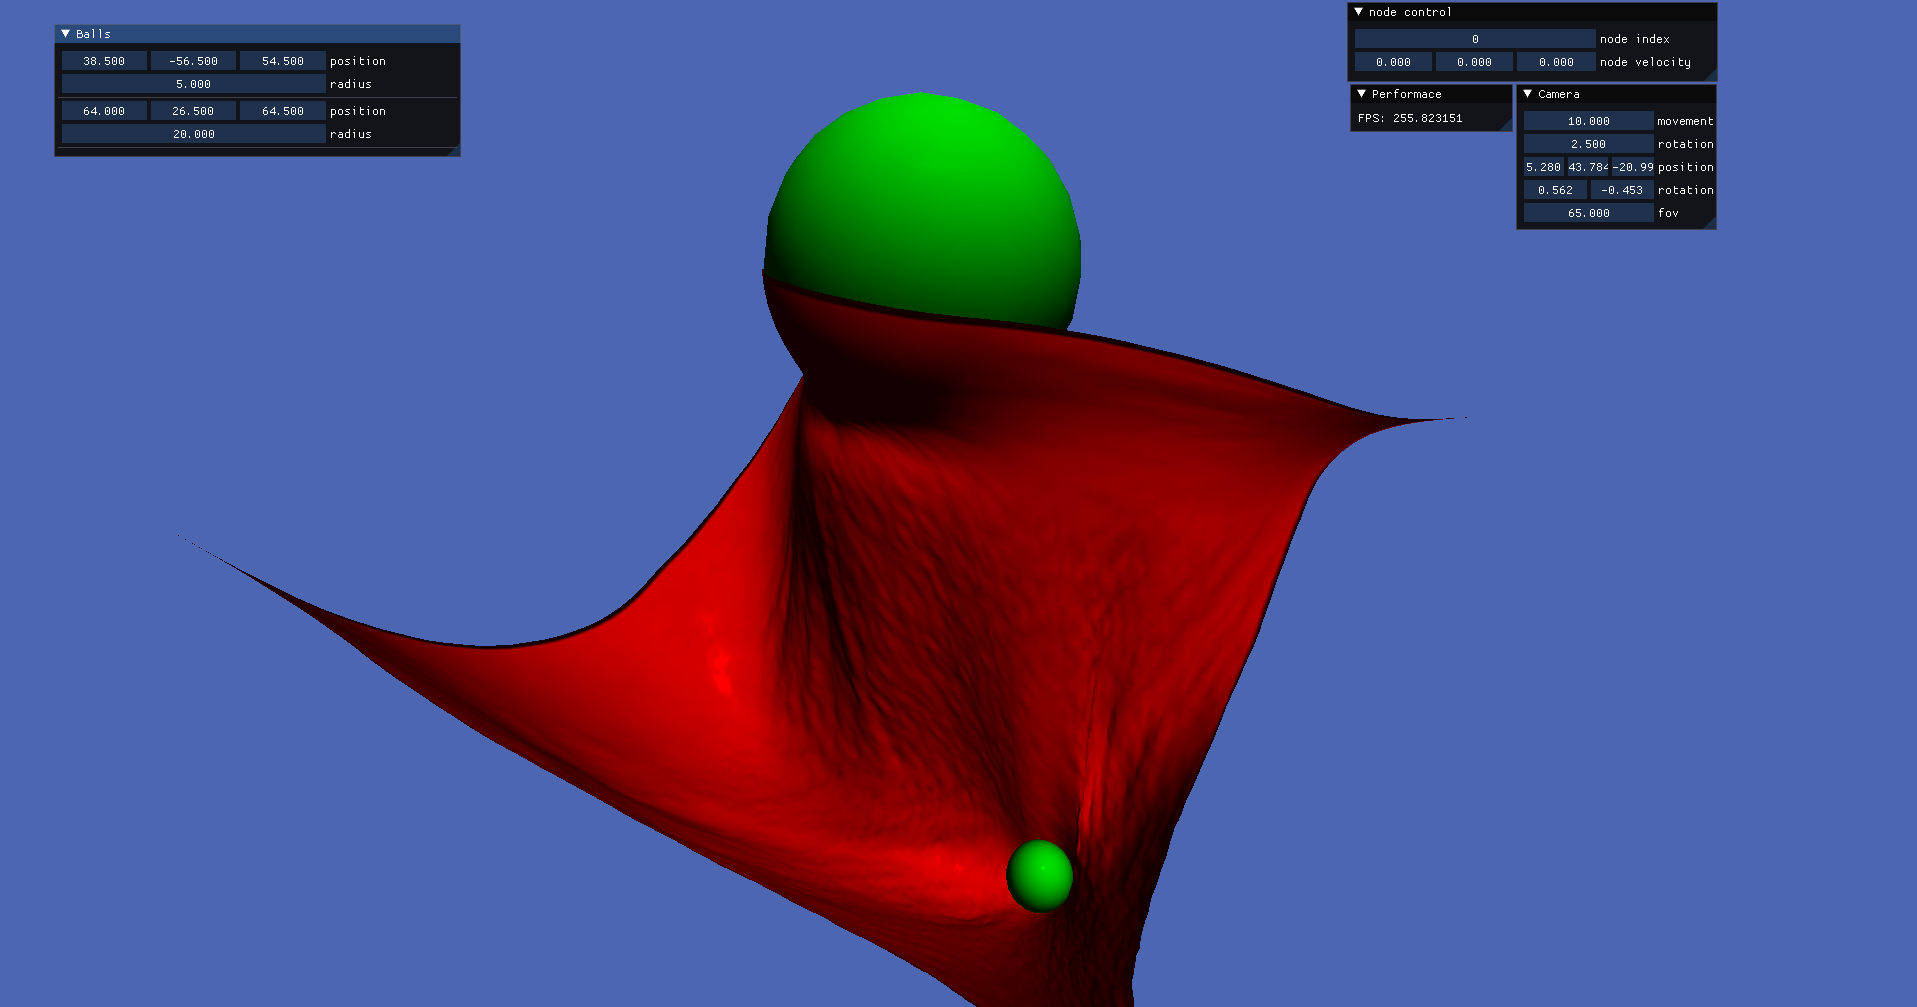 Balls
38.500 -56.500 54.500 position
5.000 radius
64.000 26.500 64.500 position
20.000 radius
node control
0 node index
0.000 0.000 0.000 node velocity
Performace
FPS: 255.823151
Camera
10.000 movement
2.500 rotation
5.280 43.784 -20.99 position
0.562 -0.453 rotation
65.000 fov